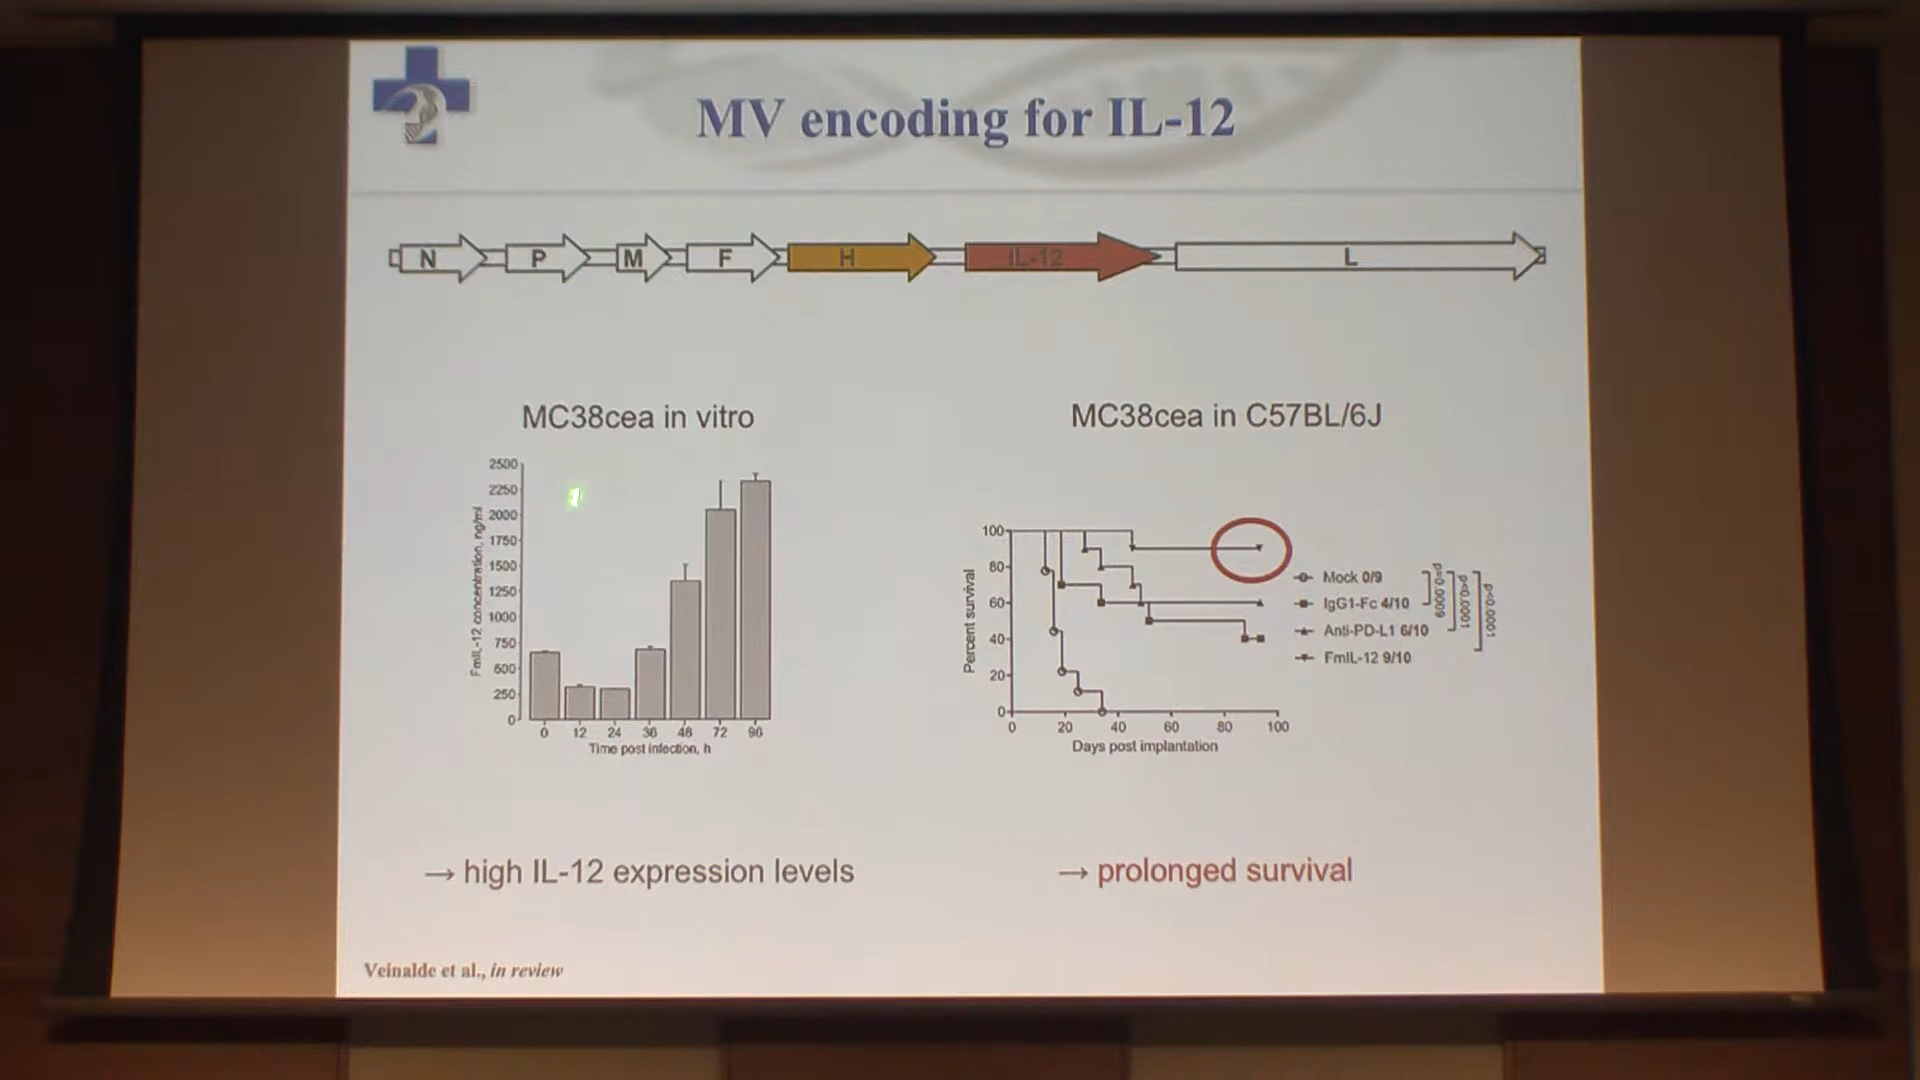 MV encoding for IL-12
N P M F H IL-12 L
MC38cea in vitro
2500
2250
2000
1750
1500
1250
1000
750
500
250
0
FmIL-12 concentration, ng/ml
0 12 24 36 48 72 96
Time post infection, h
→ high IL-12 expression levels
MC38cea in C57BL/6J
100
80
60
40
20
0
Percent survival
0 20 40 60 80 100
Days post implantation
Mock 0/9
IgG1-Fc 4/10
Anti-PD-L1 6/10
FmIL-12 9/10
p=0.0009
p<0.0001
p<0.0001
→ prolonged survival
Veinalde et al., in review